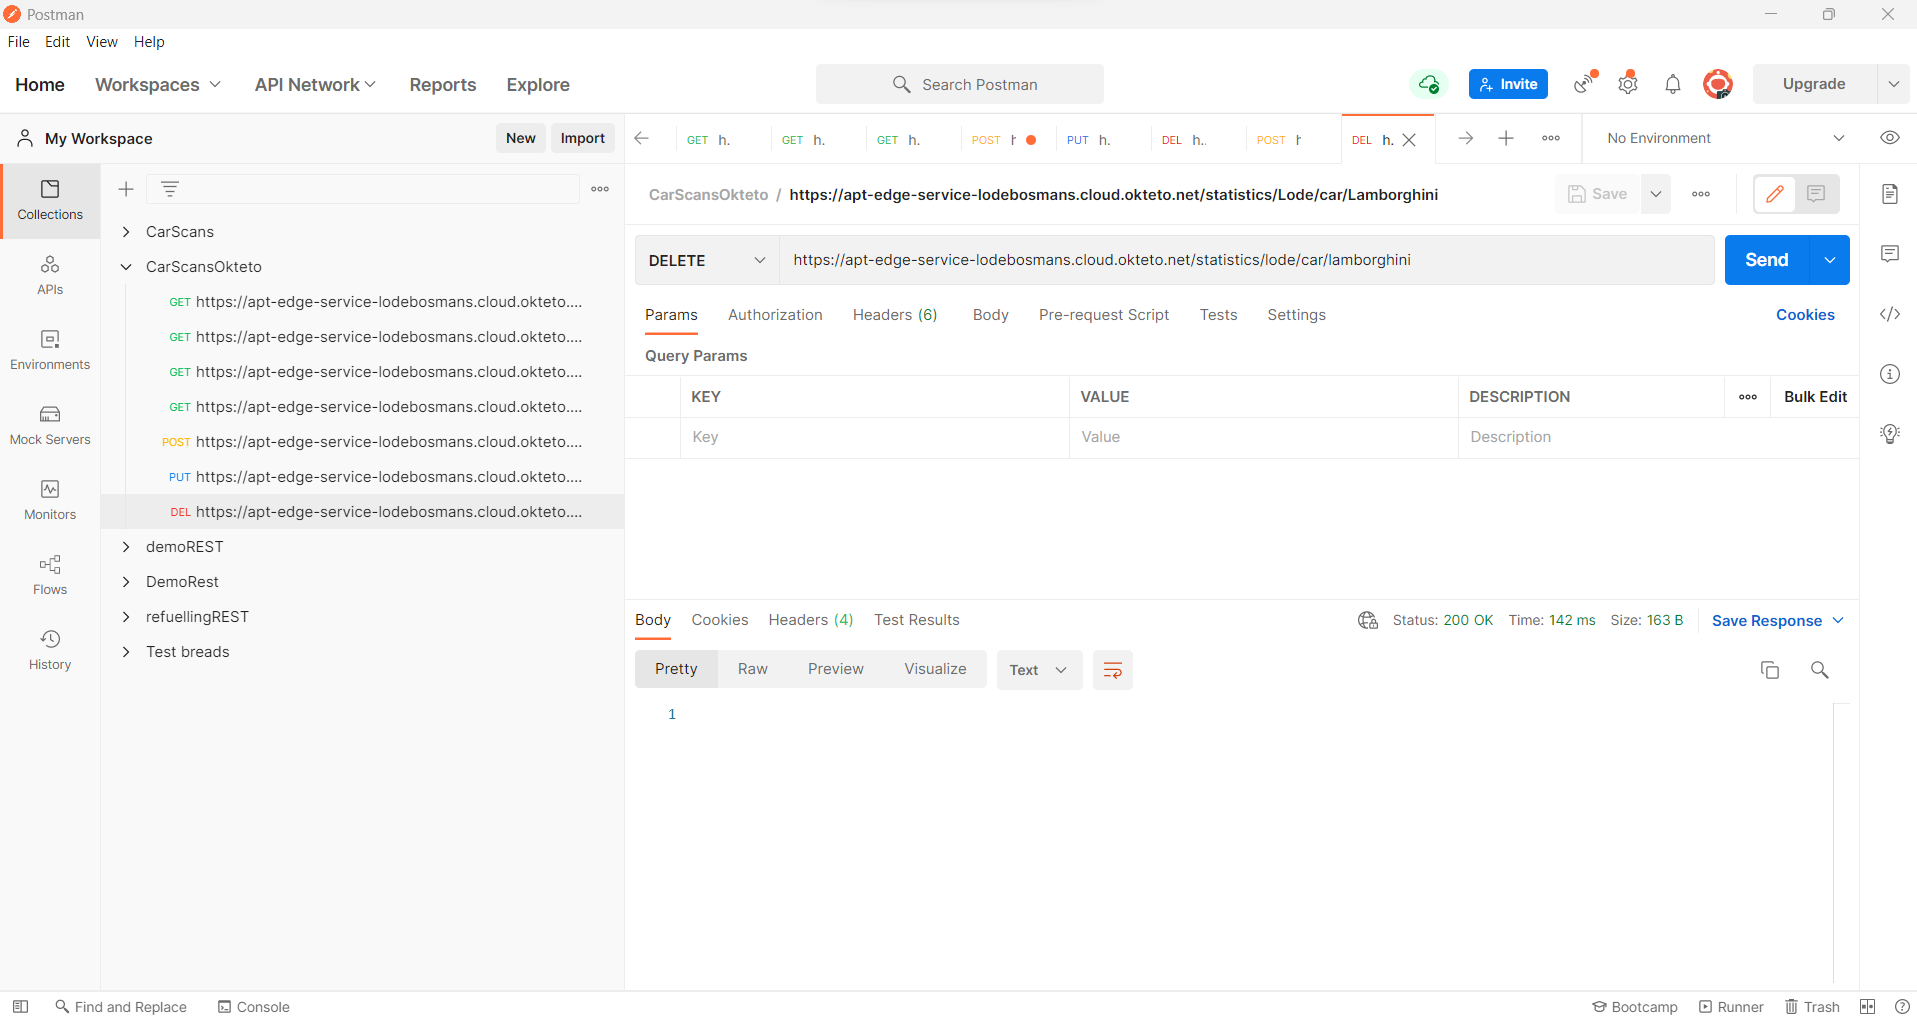 Postman
File Edit View Help
Home Workspaces API Network Reports Explore Search Postman Invite Upgrade
My Workspace New Import
GET h. GET h. GET h. POST h PUT h. DEL h.. POST h DEL h. No Environment
Collections
APIs
Environments
Mock Servers
Monitors
Flows
History
CarScans
CarScansOkteto
GET https://apt-edge-service-lodebosmans.cloud.okteto....
GET https://apt-edge-service-lodebosmans.cloud.okteto....
GET https://apt-edge-service-lodebosmans.cloud.okteto....
GET https://apt-edge-service-lodebosmans.cloud.okteto....
POST https://apt-edge-service-lodebosmans.cloud.okteto....
PUT https://apt-edge-service-lodebosmans.cloud.okteto....
DEL https://apt-edge-service-lodebosmans.cloud.okteto....
demoREST
DemoRest
refuellingREST
Test breads
CarScansOkteto / https://apt-edge-service-lodebosmans.cloud.okteto.net/statistics/Lode/car/Lamborghini Save
DELETE https://apt-edge-service-lodebosmans.cloud.okteto.net/statistics/lode/car/lamborghini Send
Params Authorization Headers (6) Body Pre-request Script Tests Settings Cookies
Query Params
KEY VALUE DESCRIPTION Bulk Edit
Key Value Description
Body Cookies Headers (4) Test Results Status: 200 OK Time: 142 ms Size: 163 B Save Response
Pretty Raw Preview Visualize Text
1
Find and Replace Console Bootcamp Runner Trash